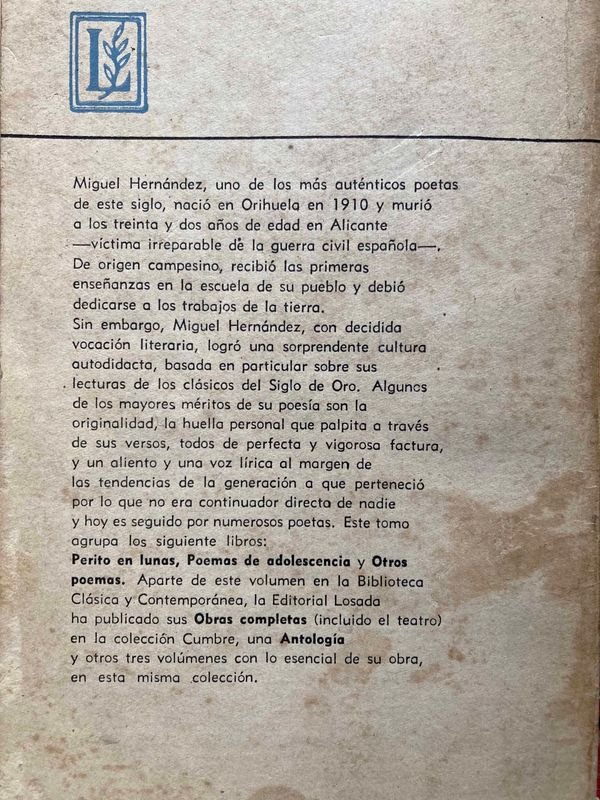 L
Miguel Hernández, uno de los más auténticos poetas
de este siglo, nació en Orihuela en 1910 y murió
a los treinta y dos años de edad en Alicante
—víctima irreparable de la guerra civil española—.
De origen campesino, recibió las primeras
enseñanzas en la escuela de su pueblo y debió
dedicarse a los trabajos de la tierra.
Sin embargo, Miguel Hernández, con decidida
vocación literaria, logró una sorprendente cultura
autodidacta, basada en particular sobre sus
lecturas de los clásicos del Siglo de Oro. Algunos
de los mayores méritos de su poesía son la
originalidad, la huella personal que palpita a través
de sus versos, todos de perfecta y vigorosa factura,
y un aliento y una voz lírica al margen de
las tendencias de la generación a que perteneció
por lo que no era continuador directo de nadie
y hoy es seguido por numerosos poetas. Este tomo
agrupa los siguiente libros:
Perito en lunas, Poemas de adolescencia y Otros
poemas. Aparte de este volumen en la Biblioteca
Clásica y Contemporánea, la Editorial Losada
ha publicado sus Obras completas (incluido el teatro)
en la colección Cumbre, una Antología
y otros tres volúmenes con lo esencial de su obra,
en esta misma colección.